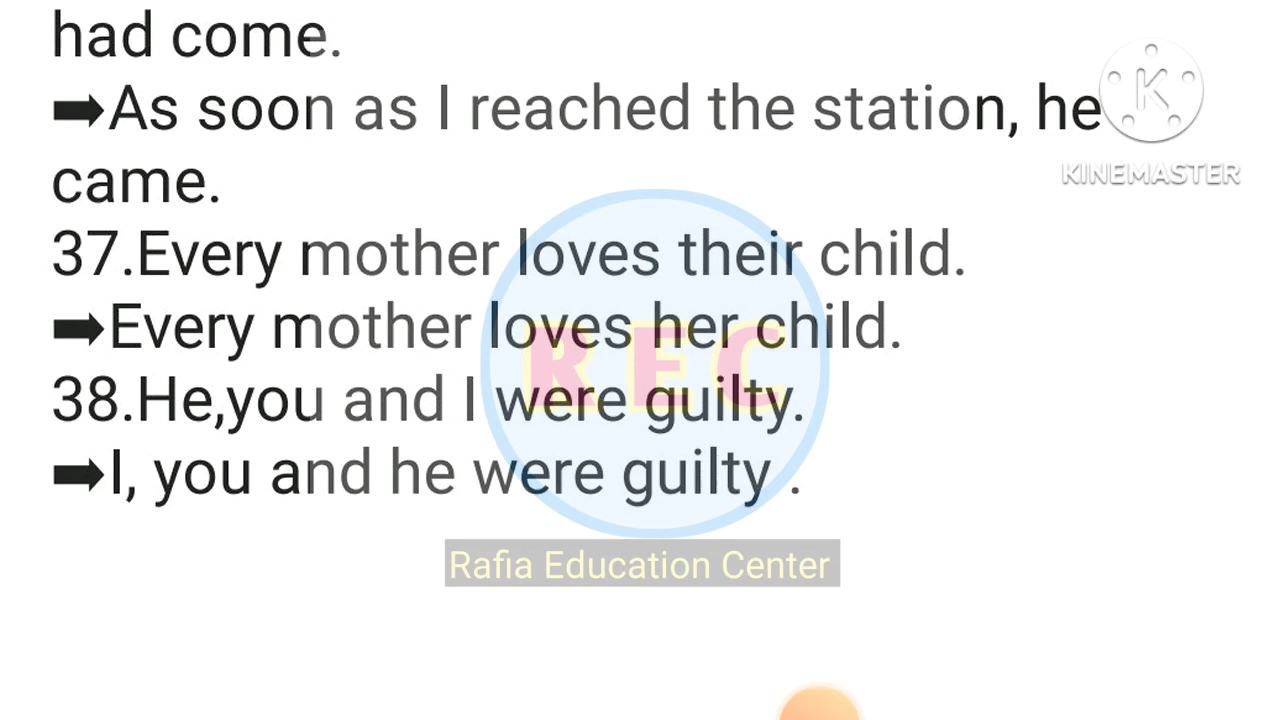 had come.
➡As soon as I reached the station, he
came.
37.Every mother loves their child.
➡Every mother loves her child.
38.He,you and I were guilty.
➡I, you and he were guilty .
K
KINEMASTER
REC
Rafia Education Center